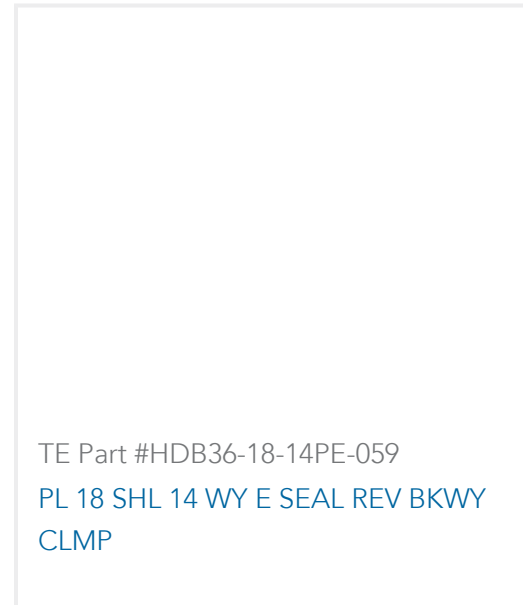 TE Part #HDB36-18-14PE-059
PL 18 SHL 14 WY E SEAL REV BKWY
CLMP